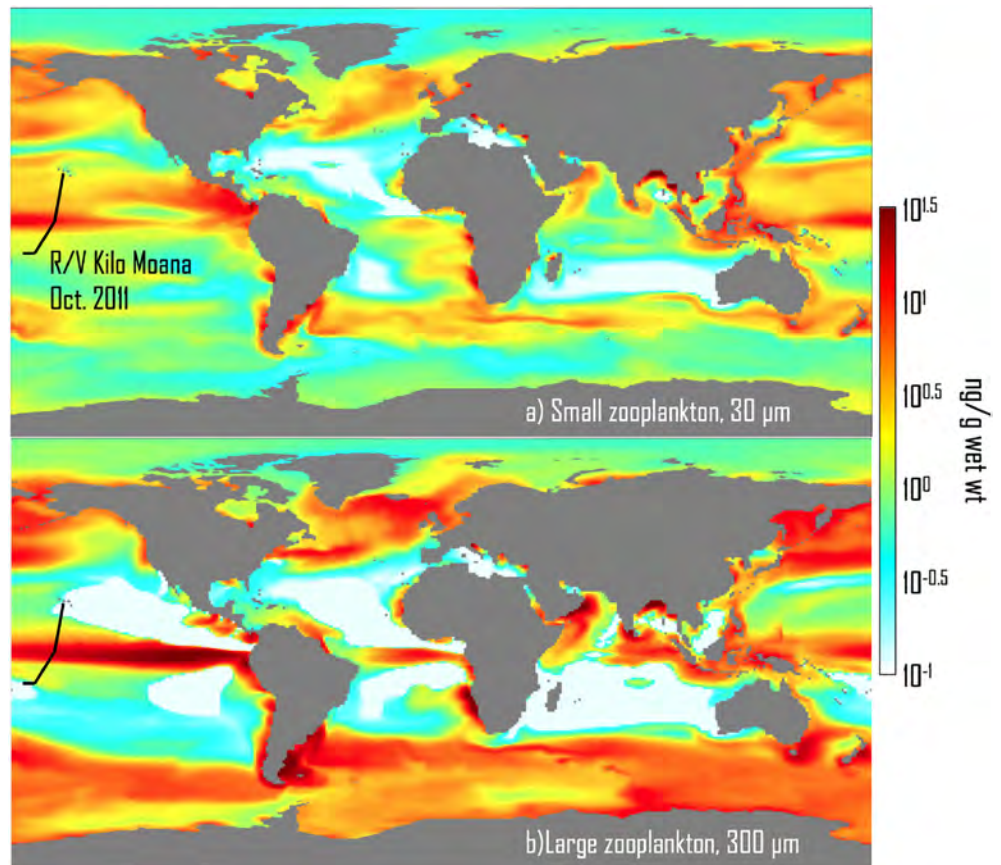 R/V Kilo Moana
Oct. 2011
a) Small zooplankton, 30 µm
b)Large zooplankton, 300 µm
10^1.5
10^1
10^0.5
10^0
10^-0.5
10^-1
ng/g wet wt